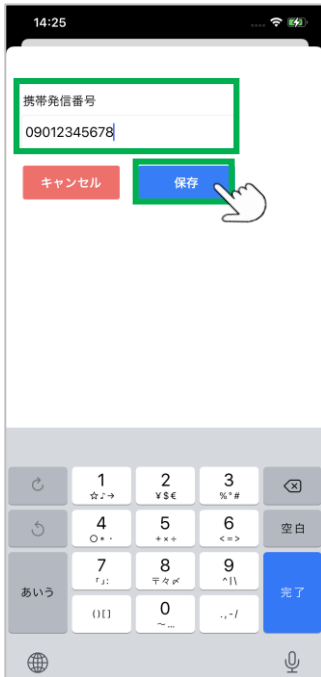 14:25
携帯発信番号
09012345678
キャンセル 保存
1 2 3
☆♪→ ¥$€ %°#
4 5 6 空白
○*・ +×÷ <=>
7 8 9
「」: 〒々〆 ^|\
あいう 完了
()[] 0 .,-/
~…